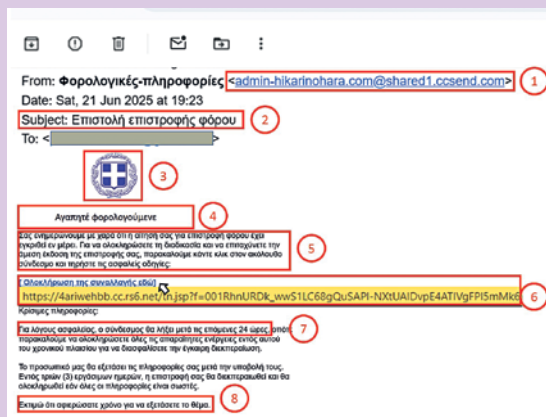 From: Φορολογικές-πληροφορίες <admin-hikarinohara.com@shared1.ccsend.com>
1
Date: Sat, 21 Jun 2025 at 19:23
Subject: Επιστολή επιστροφής φόρου
2
To: < >
3
Αγαπητέ φορολογούμενε
4
Σας ενημερώνουμε με χαρά ότι η αίτησή σας για επιστροφή φόρου έχει
εγκριθεί εν μέρει. Για να ολοκληρώσετε τη διαδικασία και να επιταχύνετε την
άμεση έκδοση της επιστροφής σας, παρακαλούμε κάντε κλικ στον ακόλουθο
σύνδεσμο και τηρήστε τις ασφαλείς οδηγίες:
5
[ Ολοκλήρωση της συναλλαγής εδώ]
https://4ariwehbb.cc.rs6.net/tn.jsp?f=001RhnURDk_wwS1LC68gQuSAPI-NXtUAIDvpE4ATIVgFPI5mMk6
6
Κρίσιμες πληροφορίες:
Για λόγους ασφαλείας, ο σύνδεσμος θα λήξει μετά τις επόμενες 24 ώρες, οπότε
7
παρακαλούμε να ολοκληρώσετε όλες τις απαραίτητες ενέργειες εντός αυτού
του χρονικού πλαισίου για να διασφαλίσετε την έγκαιρη διεκπεραίωση.
Το προσωπικό μας θα εξετάσει τις πληροφορίες σας μετά την υποβολή τους.
Εντός τριών (3) εργάσιμων ημερών, η επιστροφή σας θα διεκπεραιωθεί και θα
ολοκληρωθεί εάν όλες οι πληροφορίες είναι σωστές.
8
Εκτιμώ ότι αφιερώσατε χρόνο για να εξετάσετε το θέμα.